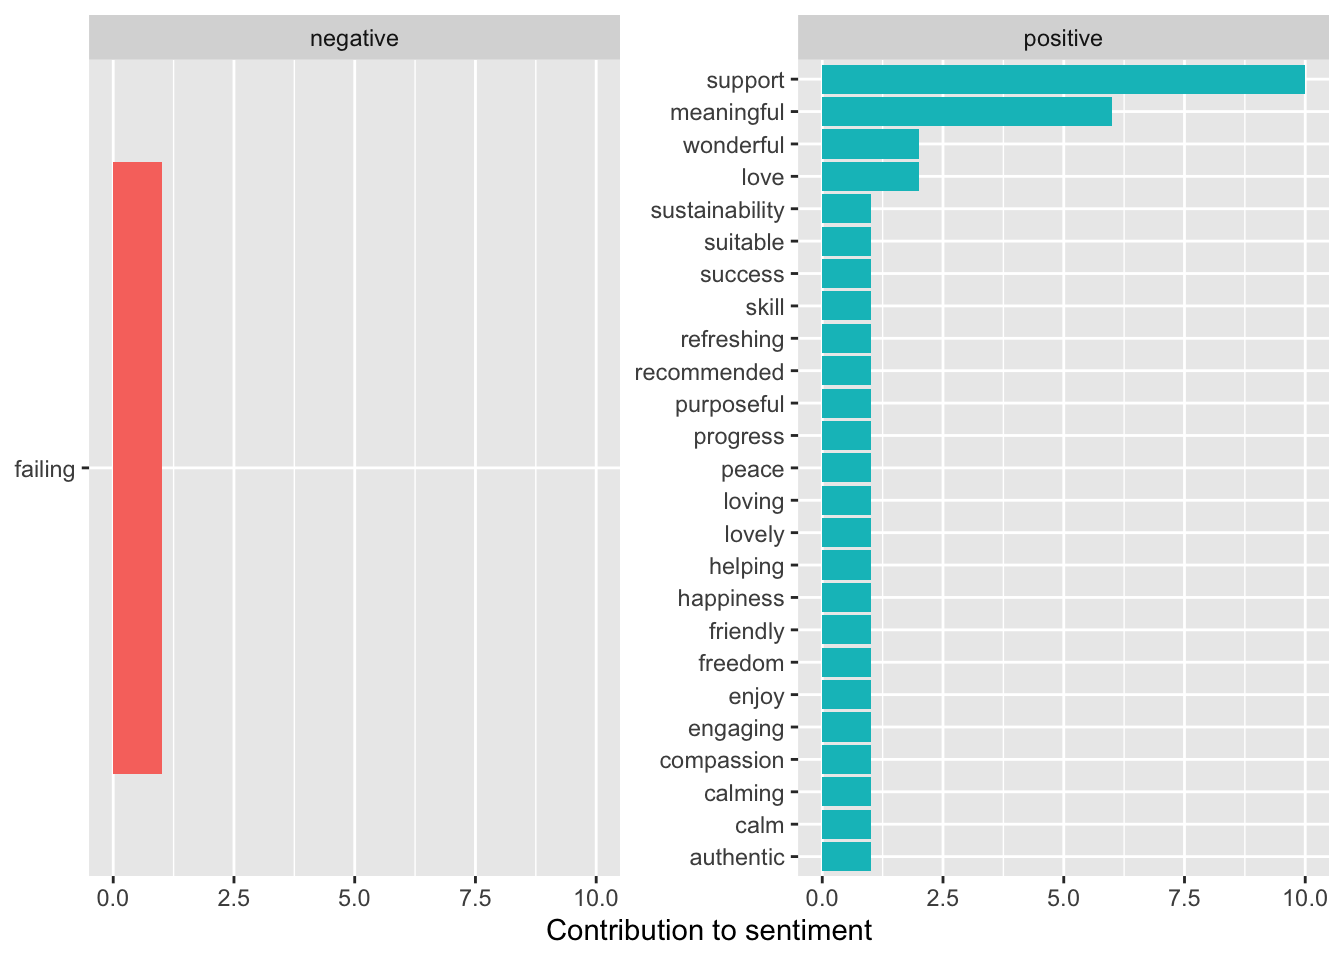 negative
failing
0.0 2.5 5.0 7.5 10.0
positive
support
meaningful
wonderful
love
sustainability
suitable
success
skill
refreshing
recommended
purposeful
progress
peace
loving
lovely
helping
happiness
friendly
freedom
enjoy
engaging
compassion
calming
calm
authentic
0.0 2.5 5.0 7.5 10.0
Contribution to sentiment